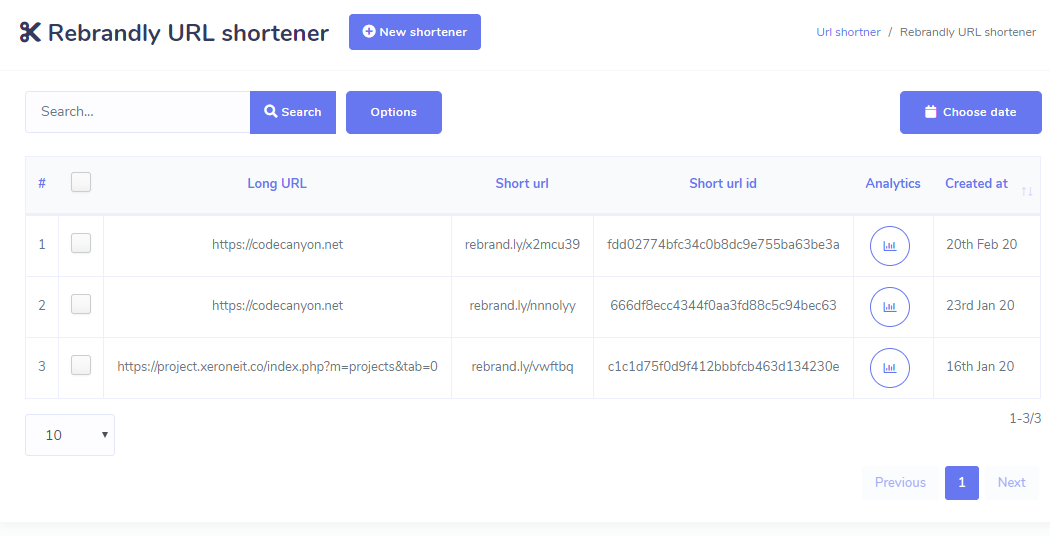 Rebrandly URL shortener New shortener Url shortner / Rebrandly URL shortener
Search... Search Options Choose date
# Long URL Short url Short url id Analytics Created at
1 https://codecanyon.net rebrand.ly/x2mcu39 fdd02774bfc34c0b8dc9e755ba63be3a 20th Feb 20
2 https://codecanyon.net rebrand.ly/nnnolyy 666df8ecc4344f0aa3fd88c5c94bec63 23rd Jan 20
3 https://project.xeroneit.co/index.php?m=projects&tab=0 rebrand.ly/vwftbq c1c1d75f0d9f412bbbfcb463d134230e 16th Jan 20
1-3/3
10
Previous 1 Next